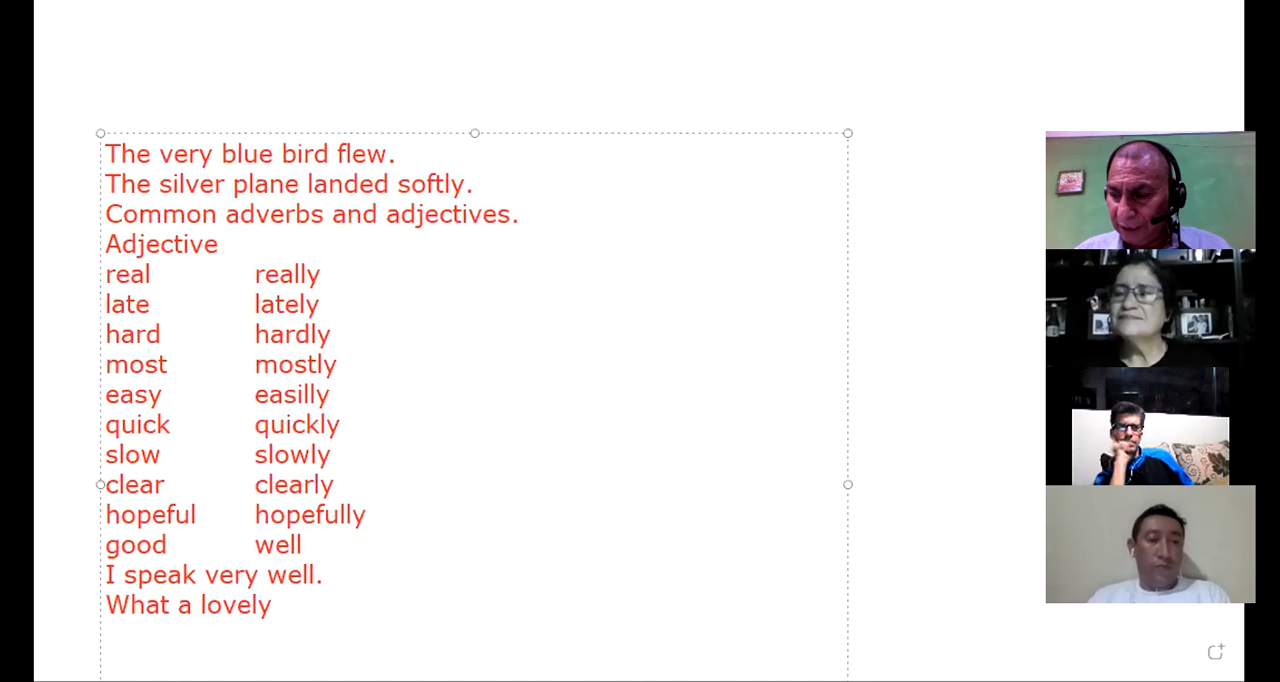 The very blue bird flew.
The silver plane landed softly.
Common adverbs and adjectives.
Adjective
real really
late lately
hard hardly
most mostly
easy easilly
quick quickly
slow slowly
clear clearly
hopeful hopefully
good well
I speak very well.
What a lovely